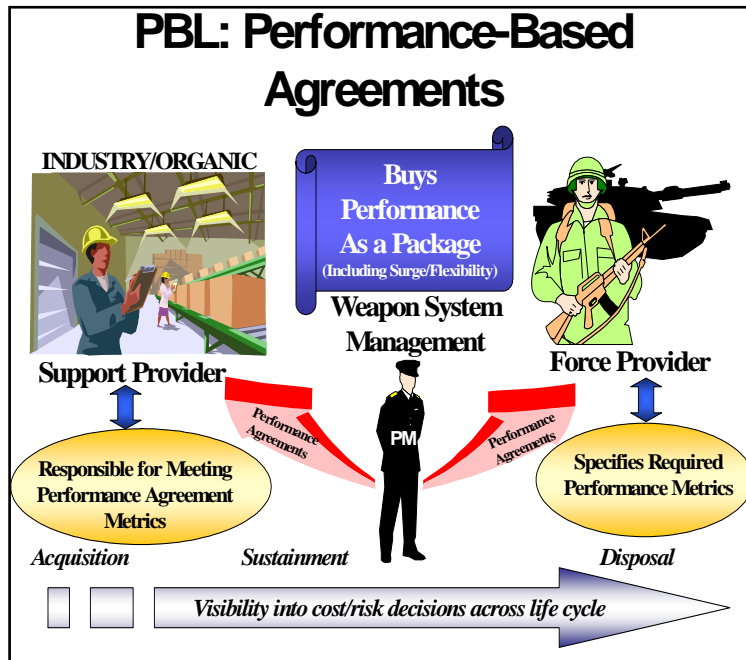 PBL: Performance-Based
Agreements
INDUSTRY/ORGANIC
Buys
Performance
As a Package
(Including Surge/Flexibility)
Weapon System
Management
Support Provider
Force Provider
Performance
Agreements
PM
Performance
Agreements
Responsible for Meeting
Performance Agreement
Metrics
Specifies Required
Performance Metrics
Acquisition
Sustainment
Disposal
Visibility into cost/risk decisions across life cycle